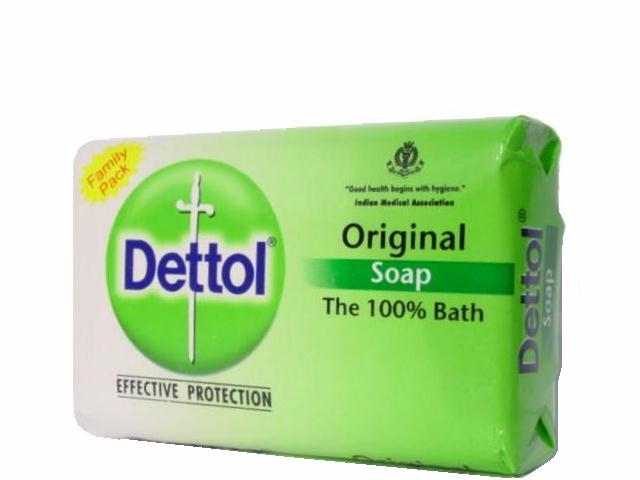 Family
Pack
Dettol®
EFFECTIVE PROTECTION
"Good health begins with hygiene."
Indian Medical Association
Original
Soap
The 100% Bath
Dettol®
Soap
Original